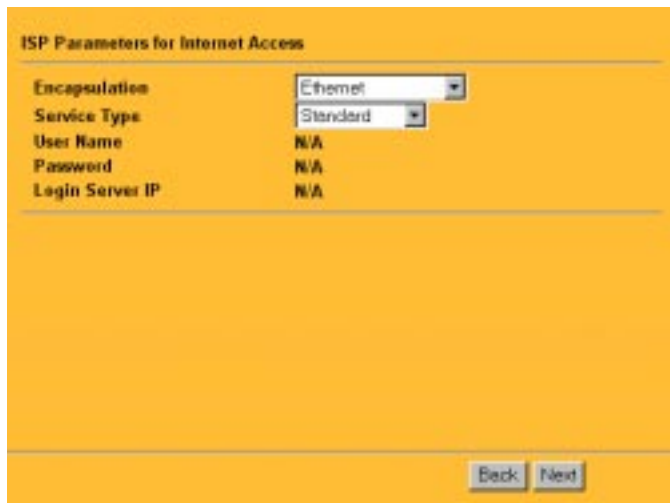 ISP Parameters for Internet Access
Encapsulation Ethernet
Service Type Standard
User Name N/A
Password N/A
Login Server IP N/A
Back Next